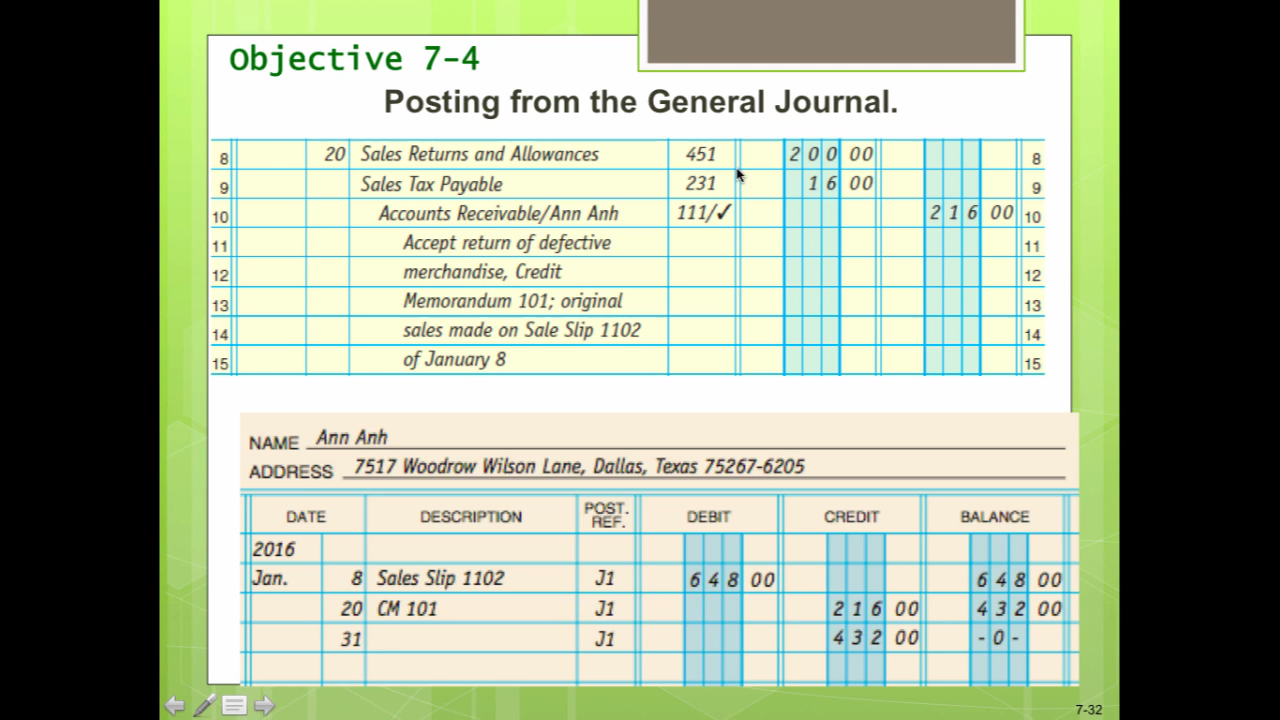 Objective 7-4
Posting from the General Journal.
8 20 Sales Returns and Allowances 451 200 00 8
9 Sales Tax Payable 231 16 00 9
10 Accounts Receivable/Ann Anh 111/✓ 216 00 10
11 Accept return of defective 11
12 merchandise, Credit 12
13 Memorandum 101; original 13
14 sales made on Sale Slip 1102 14
15 of January 8 15
NAME Ann Anh
ADDRESS 7517 Woodrow Wilson Lane, Dallas, Texas 75267-6205
DATE DESCRIPTION POST. REF. DEBIT CREDIT BALANCE
2016
Jan. 8 Sales Slip 1102 J1 648 00 648 00
20 CM 101 J1 216 00 432 00
31 J1 432 00 -0-
7-32